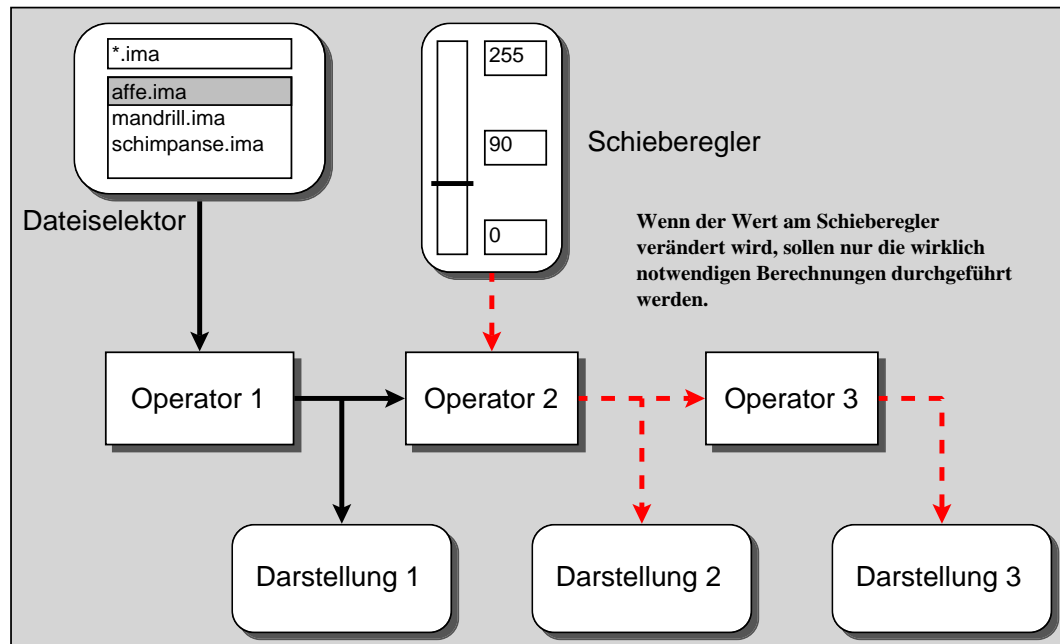 *.ima
affe.ima
mandrill.ima
schimpanse.ima
Dateiselektor
255
90
0
Schieberegler
Wenn der Wert am Schieberegler
verändert wird, sollen nur die wirklich
notwendigen Berechnungen durchgeführt
werden.
Operator 1
Operator 2
Operator 3
Darstellung 1
Darstellung 2
Darstellung 3